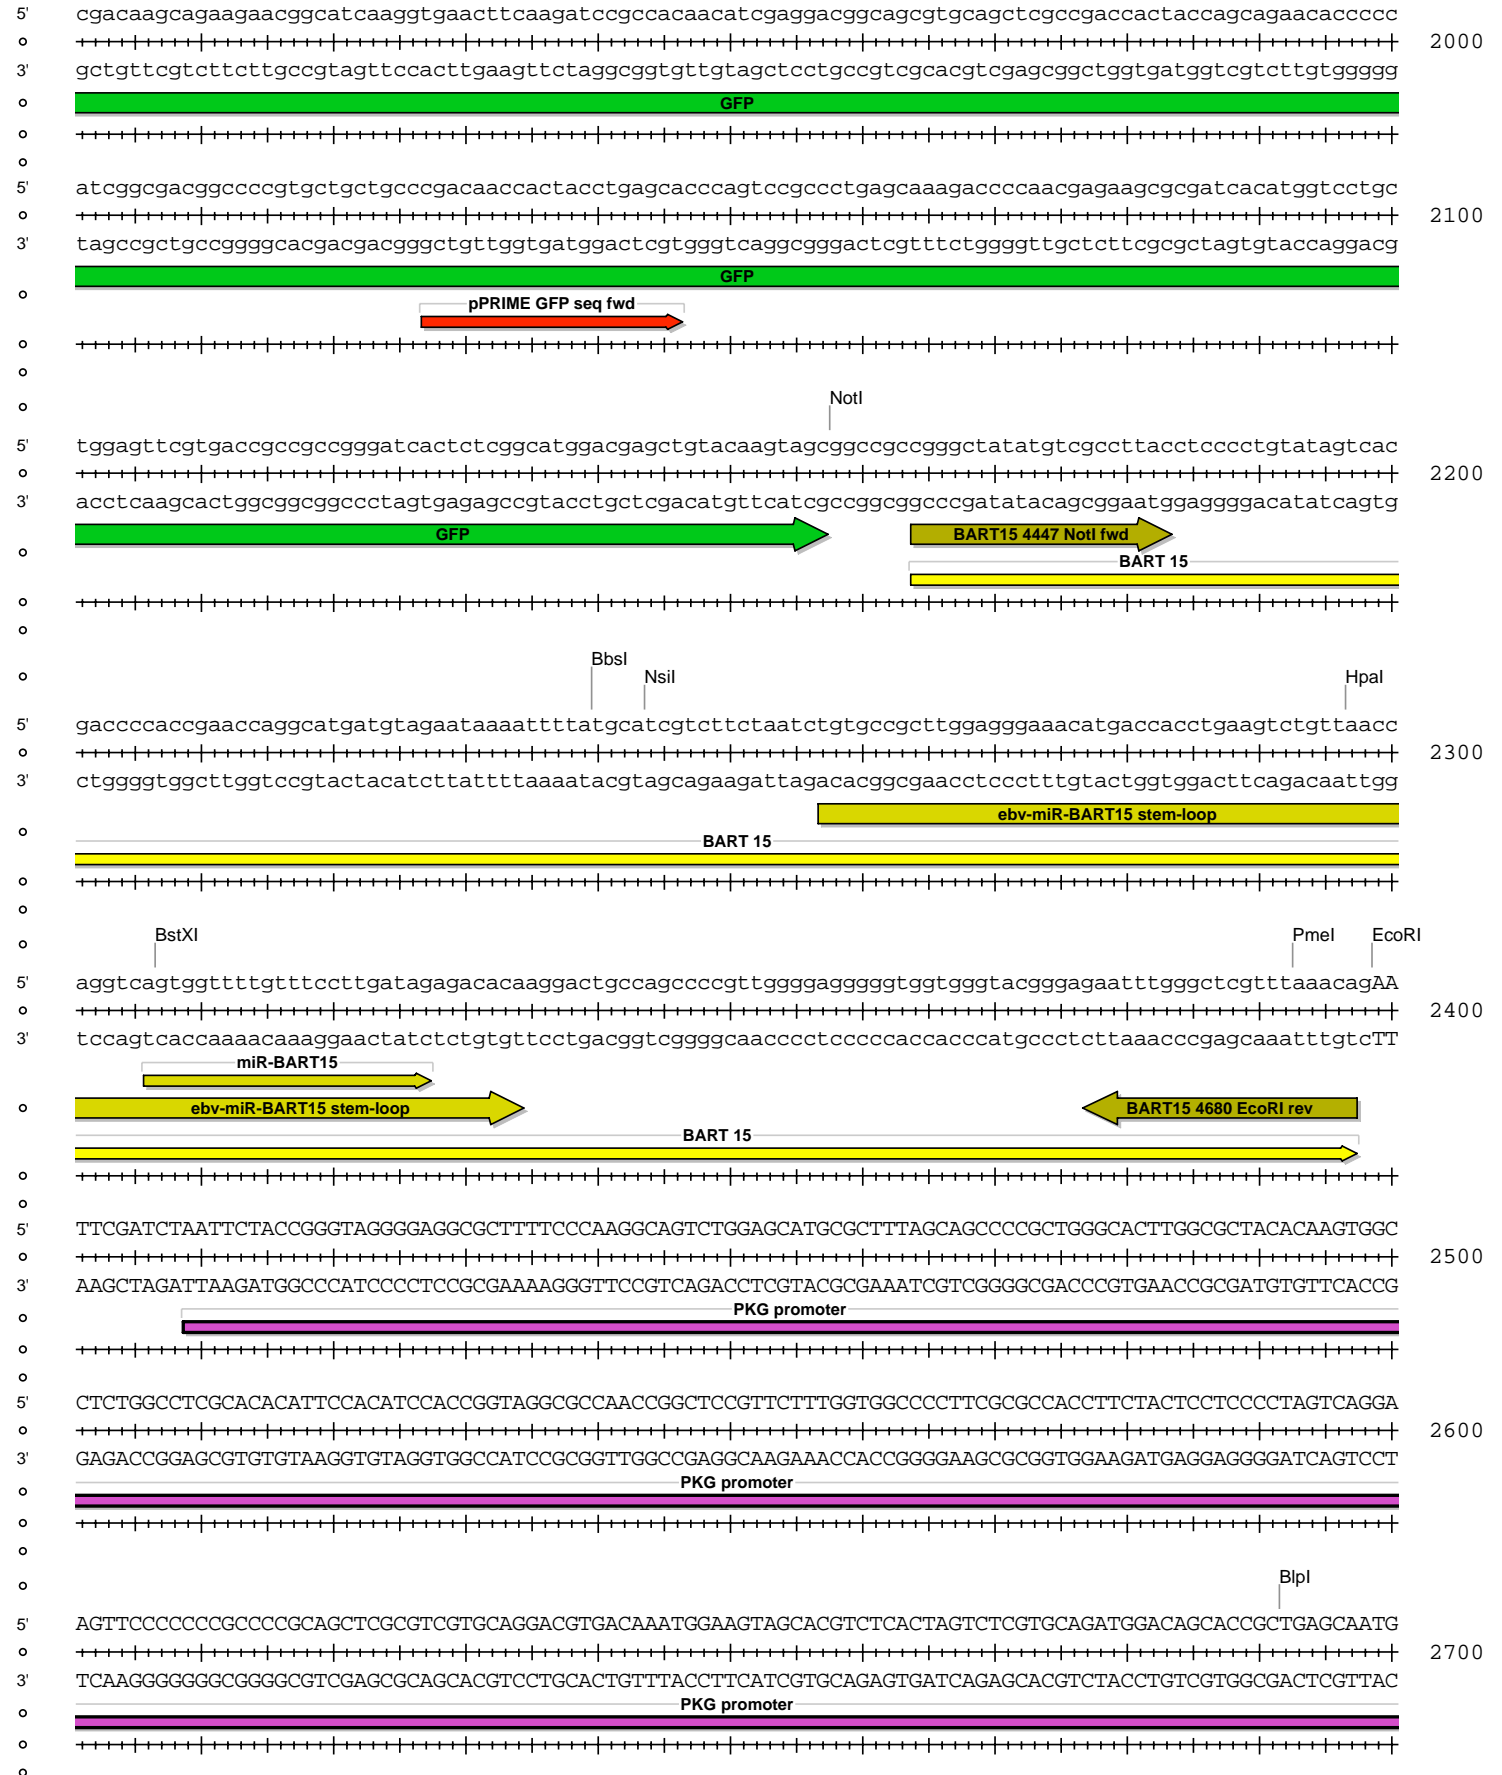 5' cgacaagcagaagaacggcatcaaggtgaacttcaagatccgccacaacatcgaggacggcagcgtgcagctcgccgaccactaccagcagaacaccccc
2000
3' gctgttcgtcttcttgccgtagttccacttgaagttctaggcggtgttgtagctcctgccgtcgcacgtcgagcggctggtgatggtcgtcttgtggggg
GFP
5' atcggcgacggccccgtgctgctgcccgacaaccactacctgagcacccagtccgccctgagcaaagaccccaacgagaagcgcgatcacatggtcctgc
2100
3' tagccgctgccggggcacgacgacgggctgttggtgatggactcgtgggtcaggcgggactcgtttctggggttgctcttcgcgctagtgtaccaggacg
GFP
pPRIME GFP seq fwd
NotI
5' tggagttcgtgaccgccgccgggatcactctcggcatggacgagctgtacaagtagcggccgccgggctatatgtcgccttacctcccctgtatagtcac
2200
3' acctcaagcactggcggcggccctagtgagagccgtacctgctcgacatgttcatcgccggcggcccgatatacagcggaatggaggggacatatcagtg
GFP BART15 4447 NotI fwd
BART 15
BbsI
NsiI HpaI
5' gaccccaccgaaccaggcatgatgtagaataaaattttatgcatcgtcttctaatctgtgccgcttggagggaaacatgaccacctgaagtctgttaacc
2300
3' ctggggtggcttggtccgtactacatcttattttaaaatacgtagcagaagattagacacggcgaacctccctttgtactggtggacttcagacaattgg
ebv-miR-BART15 stem-loop
BART 15
BstXI PmeI EcoRI
5' aggtcagtggttttgtttccttgatagagacacaaggactgccagccccgttggggagggggtggtgggtacgggagaatttgggctcgtttaaacagAA
2400
3' tccagtcaccaaaacaaaggaactatctctgtgttcctgacggtcggggcaacccctcccccaccacccatgccctcttaaacccgagcaaatttgtcTT
miR-BART15
ebv-miR-BART15 stem-loop BART15 4680 EcoRI rev
BART 15
5' TTCGATCTAATTCTACCGGGTAGGGGAGGCGCTTTTCCCAAGGCAGTCTGGAGCATGCGCTTTAGCAGCCCCGCTGGGCACTTGGCGCTACACAAGTGGC
2500
3' AAGCTAGATTAAGATGGCCCATCCCCTCCGCGAAAAGGGTTCCGTCAGACCTCGTACGCGAAATCGTCGGGGCGACCCGTGAACCGCGATGTGTTCACCG
PKG promoter
5' CTCTGGCCTCGCACACATTCCACATCCACCGGTAGGCGCCAACCGGCTCCGTTCTTTGGTGGCCCCTTCGCGCCACCTTCTACTCCTCCCCTAGTCAGGA
2600
3' GAGACCGGAGCGTGTGTAAGGTGTAGGTGGCCATCCGCGGTTGGCCGAGGCAAGAAACCACCGGGGAAGCGCGGTGGAAGATGAGGAGGGGATCAGTCCT
PKG promoter
BlpI
5' AGTTCCCCCCCGCCCCGCAGCTCGCGTCGTGCAGGACGTGACAAATGGAAGTAGCACGTCTCACTAGTCTCGTGCAGATGGACAGCACCGCTGAGCAATG
2700
3' TCAAGGGGGGGCGGGGCGTCGAGCGCAGCACGTCCTGCACTGTTTACCTTCATCGTGCAGAGTGATCAGAGCACGTCTACCTGTCGTGGCGACTCGTTAC
PKG promoter